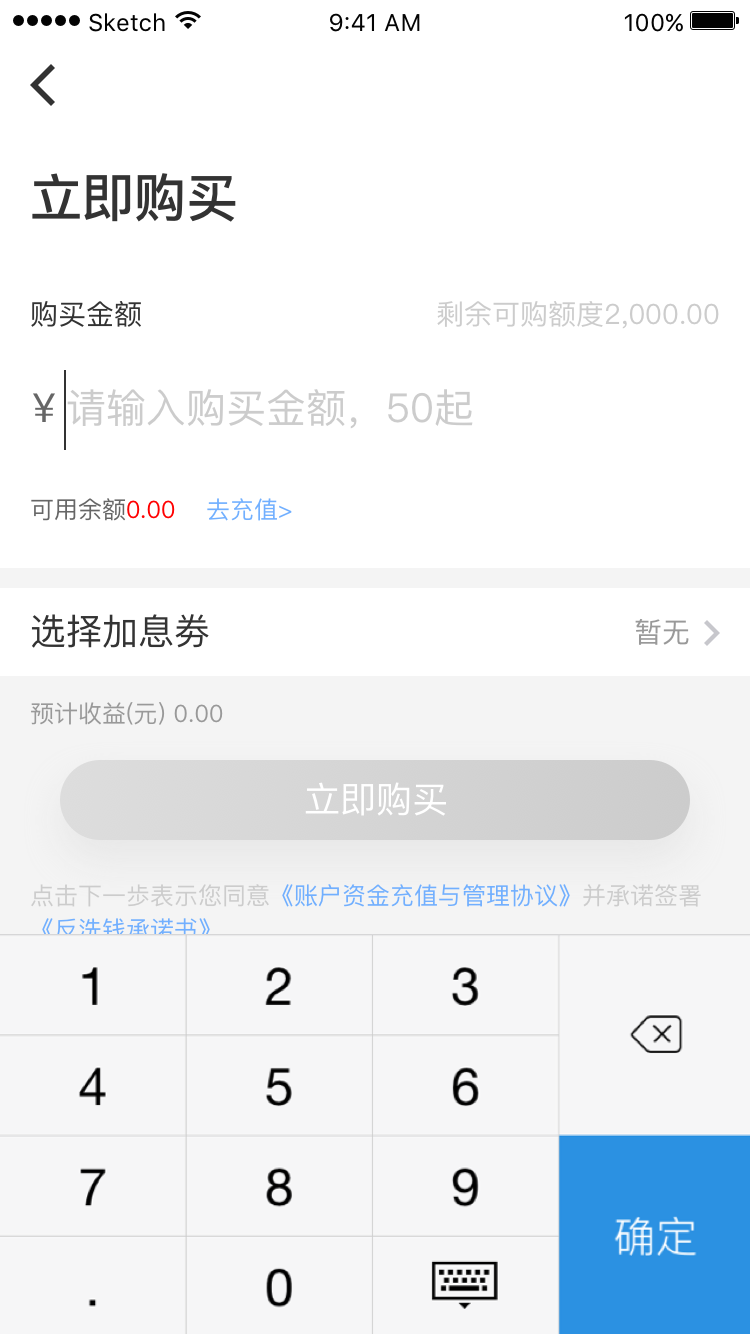 ●●●●● Sketch 9:41 AM 100%
立即购买
购买金额 剩余可购额度2,000.00
¥ 请输入购买金额，50起
可用余额0.00 去充值>
选择加息劵 暂无
预计收益(元) 0.00
立即购买
点击下一歩表示您同意《账户资金充值与管理协议》并承诺签署
《反洗钱承诺书》
1 2 3
4 5 6
7 8 9
确定
. 0